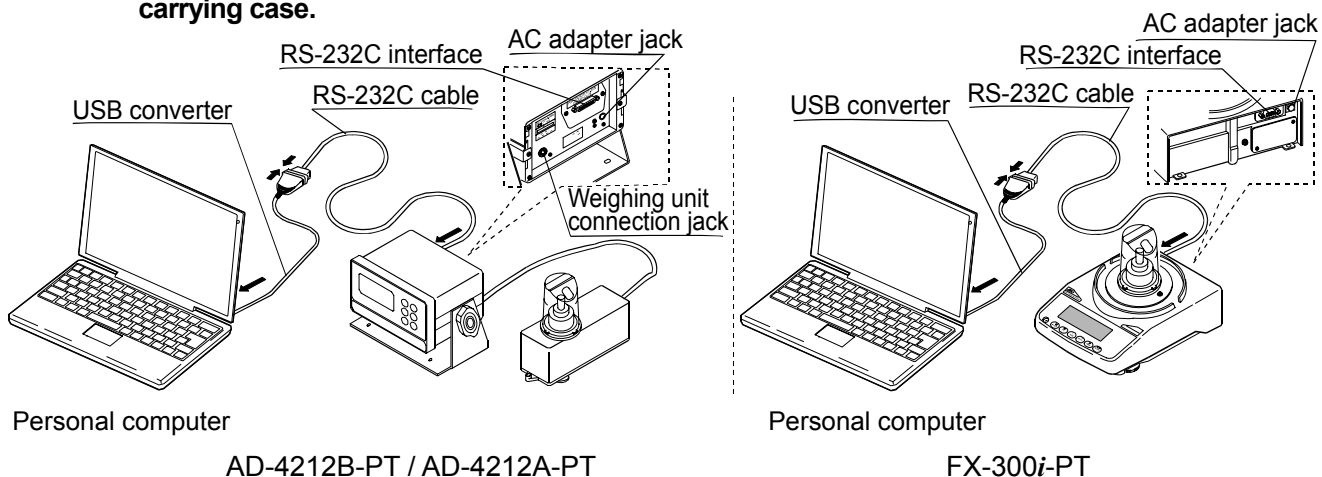 carrying case.
AC adapter jack
RS-232C interface
RS-232C cable
USB converter
Weighing unit
connection jack
Personal computer
AD-4212B-PT / AD-4212A-PT
AC adapter jack
RS-232C interface
RS-232C cable
USB converter
Personal computer
FX-300i-PT